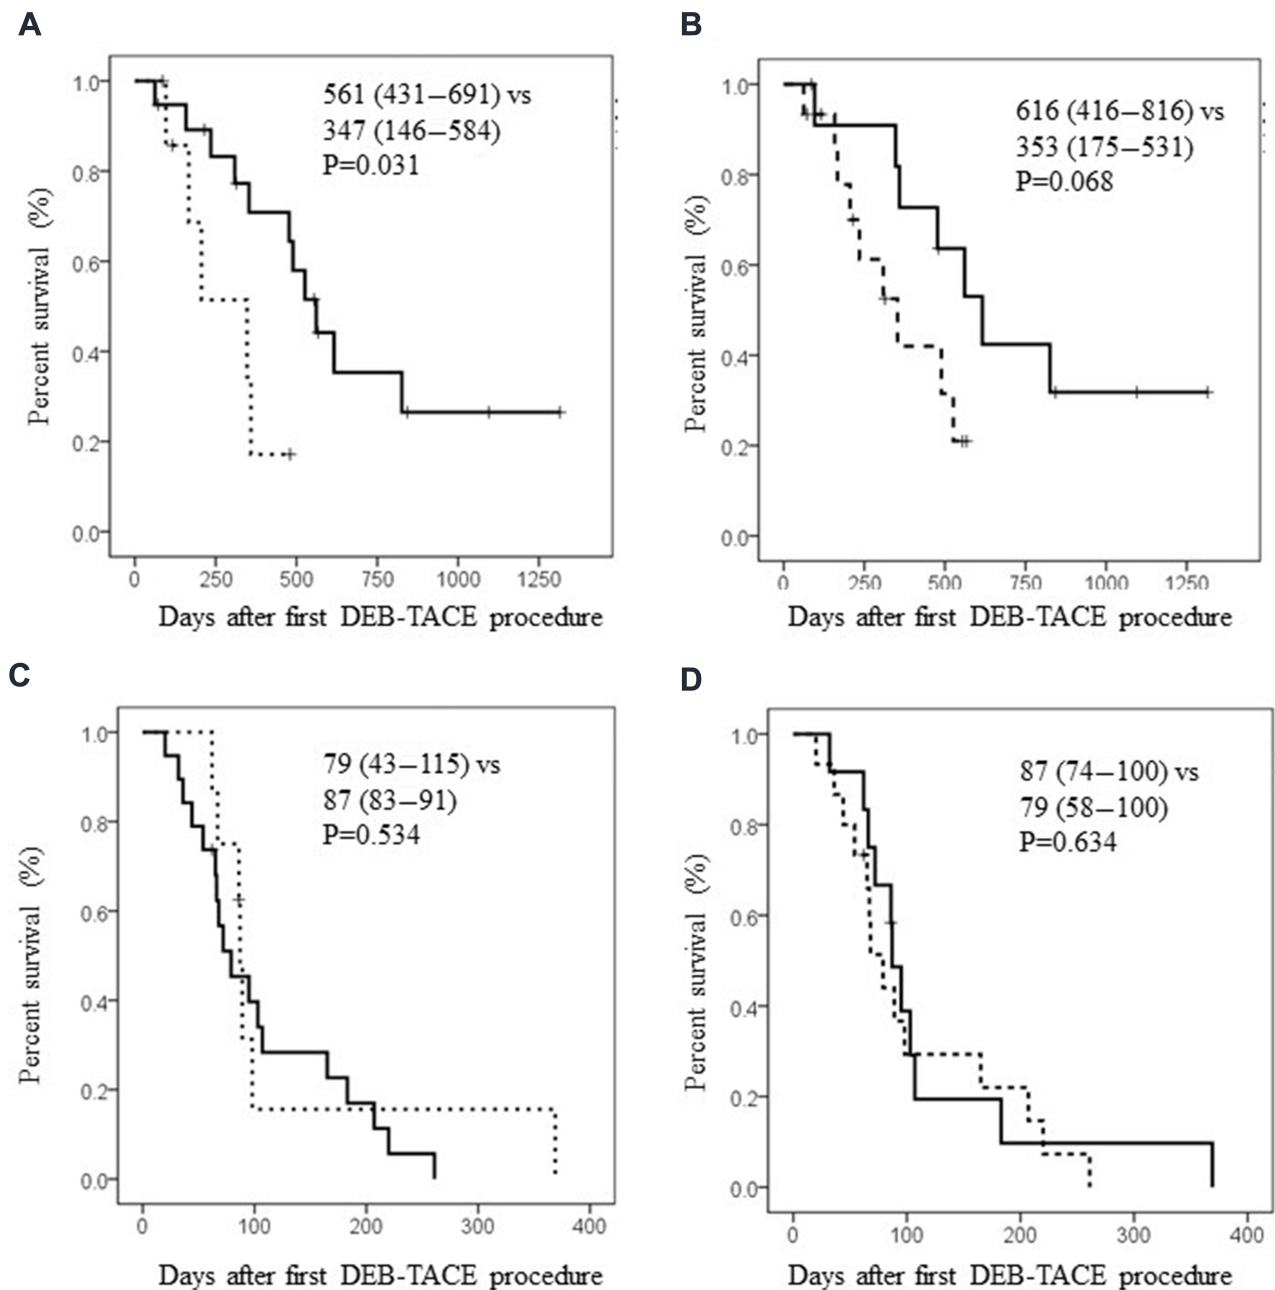 A
561 (431–691) vs
347 (146–584)
P=0.031
1.0
0.8
0.6
0.4
0.2
0.0
Percent survival (%)
0 250 500 750 1000 1250
Days after first DEB-TACE procedure
B
616 (416–816) vs
353 (175–531)
P=0.068
1.0
0.8
0.6
0.4
0.2
0.0
Percent survival (%)
0 250 500 750 1000 1250
Days after first DEB-TACE procedure
C
79 (43–115) vs
87 (83–91)
P=0.534
1.0
0.8
0.6
0.4
0.2
0.0
Percent survival (%)
0 100 200 300 400
Days after first DEB-TACE procedure
D
87 (74–100) vs
79 (58–100)
P=0.634
1.0
0.8
0.6
0.4
0.2
0.0
Percent survival (%)
0 100 200 300 400
Days after first DEB-TACE procedure